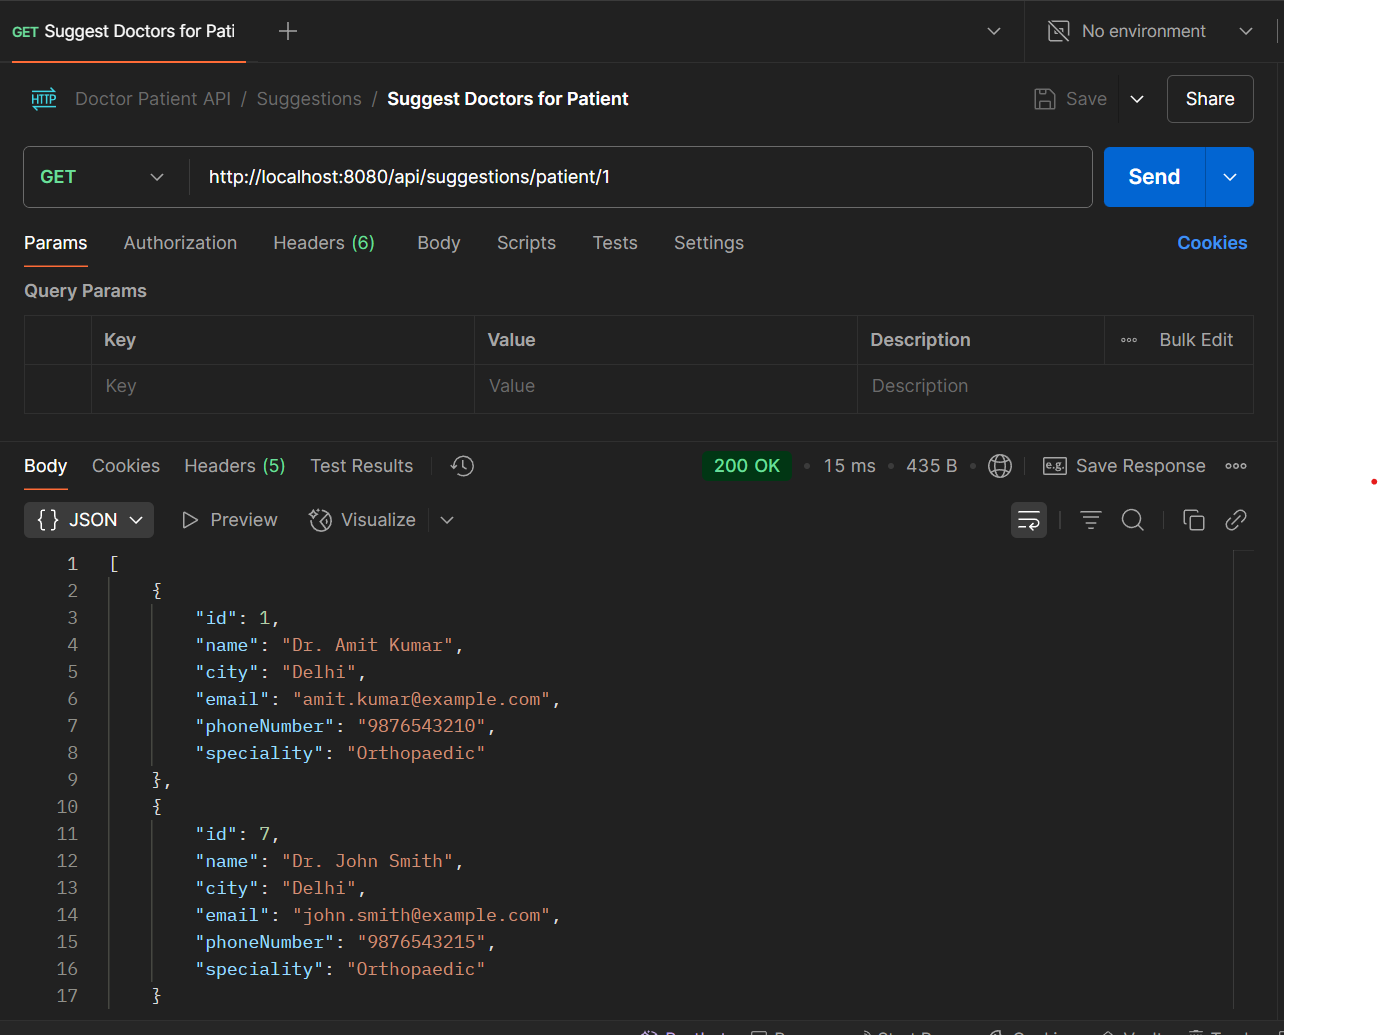 GET Suggest Doctors for Pati
No environment
HTTP Doctor Patient API / Suggestions / Suggest Doctors for Patient
Save
Share
GET
http://localhost:8080/api/suggestions/patient/1
Send
Params Authorization Headers (6) Body Scripts Tests Settings Cookies
Query Params
Key Value Description Bulk Edit
Key Value Description
Body Cookies Headers (5) Test Results 200 OK • 15 ms • 435 B • e.g. Save Response
{} JSON Preview Visualize
1 [
2 {
3 "id": 1,
4 "name": "Dr. Amit Kumar",
5 "city": "Delhi",
6 "email": "amit.kumar@example.com",
7 "phoneNumber": "9876543210",
8 "speciality": "Orthopaedic"
9 },
10 {
11 "id": 7,
12 "name": "Dr. John Smith",
13 "city": "Delhi",
14 "email": "john.smith@example.com",
15 "phoneNumber": "9876543215",
16 "speciality": "Orthopaedic"
17 }